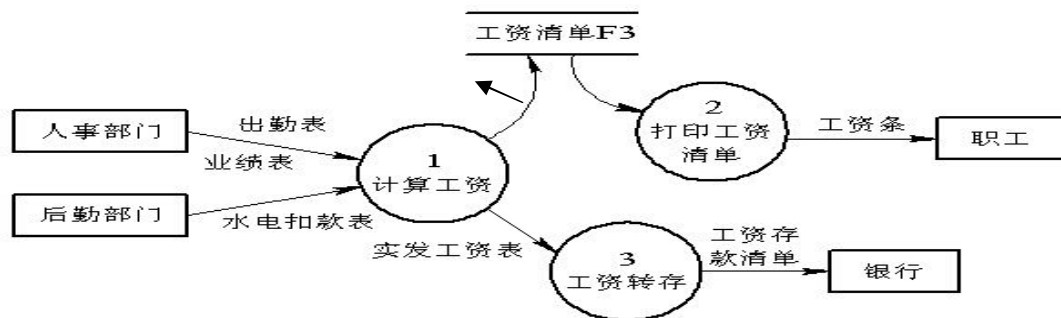 工资清单F3
人事部门
出勤表
业绩表
后勤部门
水电扣款表
1
计算工资
2
打印工资
清单
工资条
职工
实发工资表
3
工资转存
工资存
款清单
银行